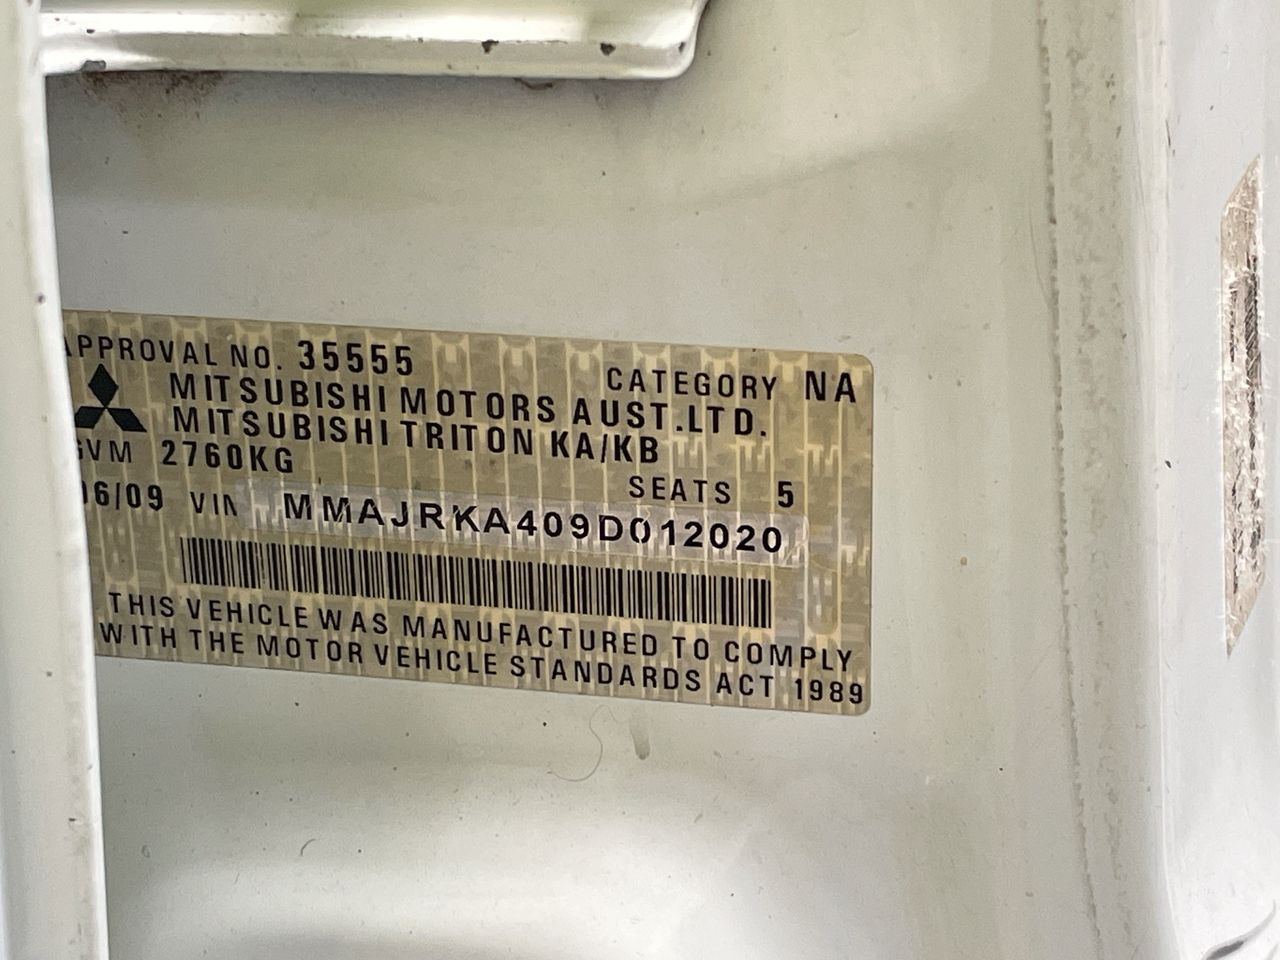 APPROVAL NO. 35555 CATEGORY NA
MITSUBISHI MOTORS AUST.LTD.
MITSUBISHI TRITON KA/KB
GVM 2760KG SEATS 5
06/09 VIN MMAJRKA409D012020
THIS VEHICLE WAS MANUFACTURED TO COMPLY
WITH THE MOTOR VEHICLE STANDARDS ACT 1989